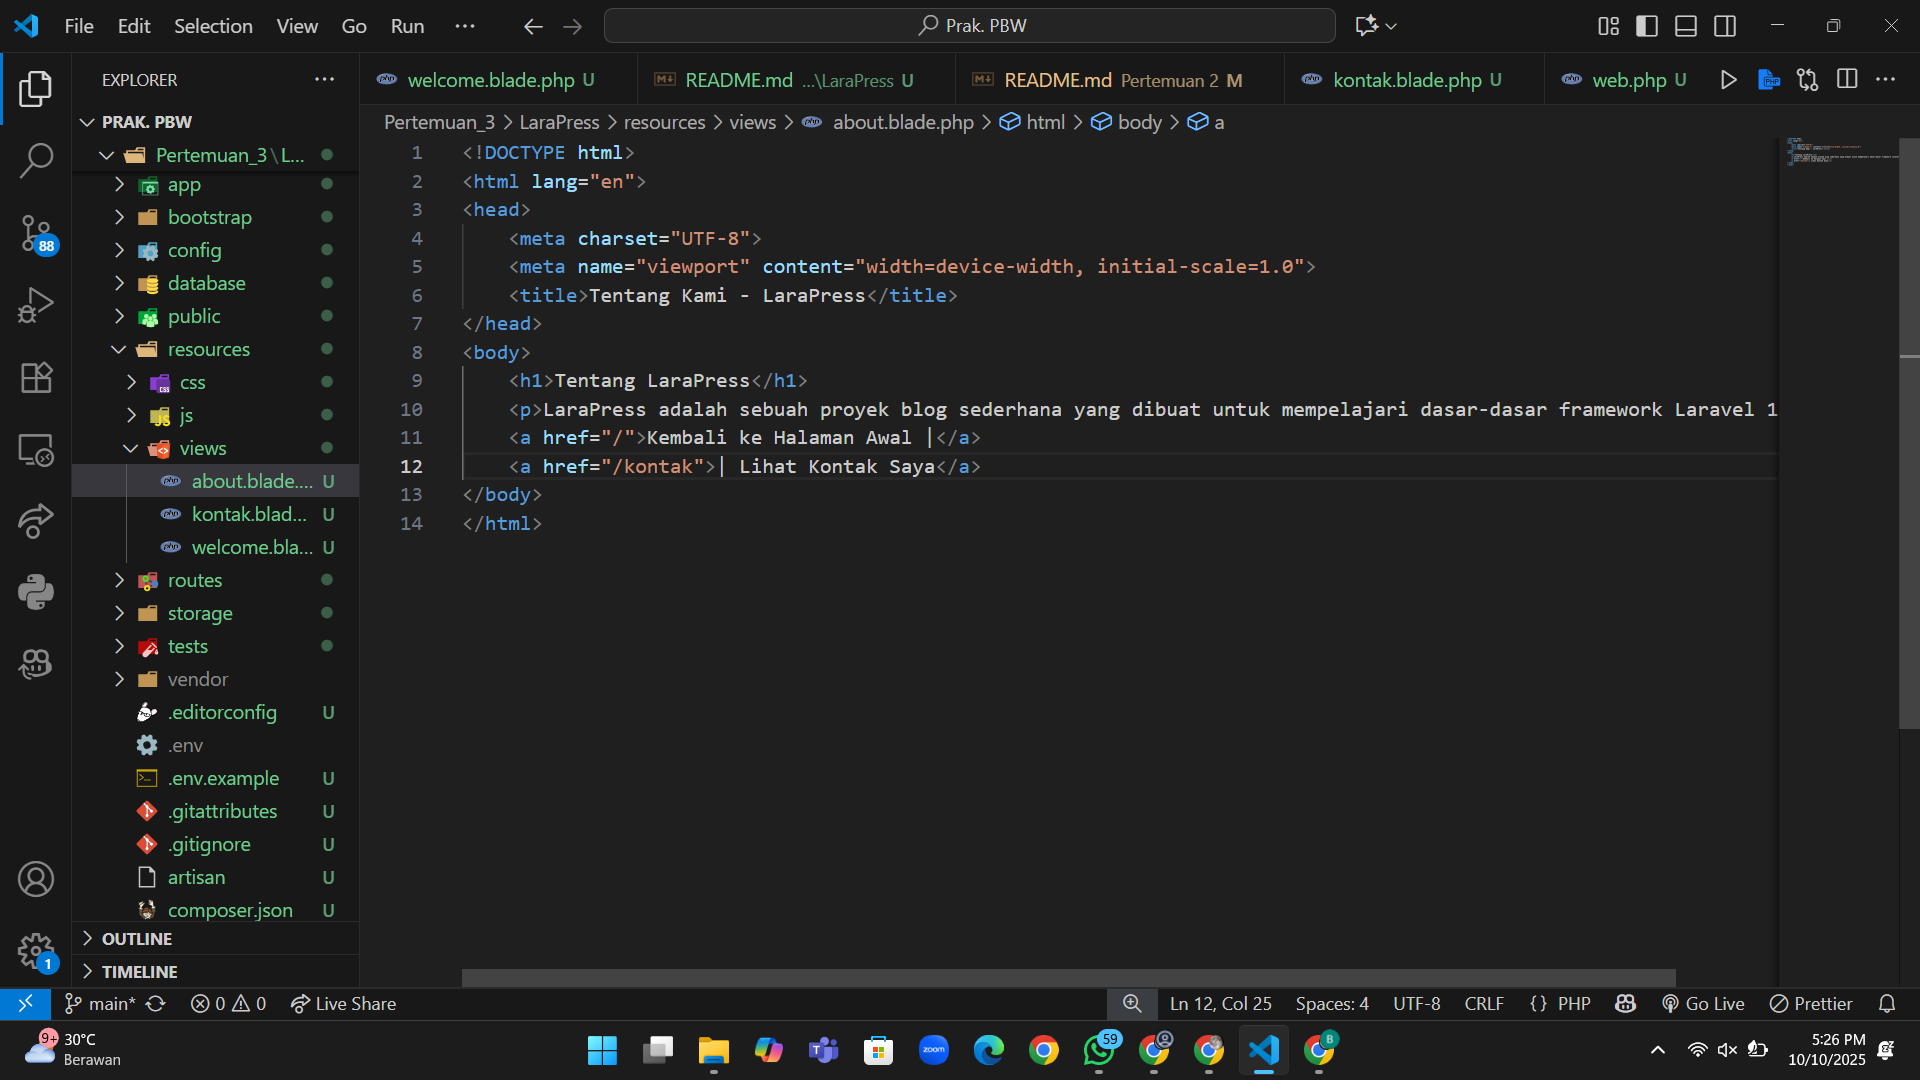 File Edit Selection View Go Run ··· Prak. PBW
EXPLORER ···
PRAK. PBW
Pertemuan_3\L...
app
bootstrap
config
database
public
resources
css
js
views
about.blade.... U
kontak.blad... U
welcome.bla... U
routes
storage
tests
vendor
.editorconfig U
.env
.env.example U
.gitattributes U
.gitignore U
artisan U
composer.json U
OUTLINE
TIMELINE
88
1
welcome.blade.php U README.md ...\LaraPress U README.md Pertemuan 2 M kontak.blade.php U web.php U
Pertemuan_3 > LaraPress > resources > views > about.blade.php > html > body > a
1 <!DOCTYPE html>
2 <html lang="en">
3 <head>
4 <meta charset="UTF-8">
5 <meta name="viewport" content="width=device-width, initial-scale=1.0">
6 <title>Tentang Kami - LaraPress</title>
7 </head>
8 <body>
9 <h1>Tentang LaraPress</h1>
10 <p>LaraPress adalah sebuah proyek blog sederhana yang dibuat untuk mempelajari dasar-dasar framework Laravel 1
11 <a href="/">Kembali ke Halaman Awal |</a>
12 <a href="/kontak">| Lihat Kontak Saya</a>
13 </body>
14 </html>
main* 0 0 Live Share Ln 12, Col 25 Spaces: 4 UTF-8 CRLF {} PHP Go Live Prettier
9+ 30°C
Berawan
zoom
59
B
5:26 PM
10/10/2025